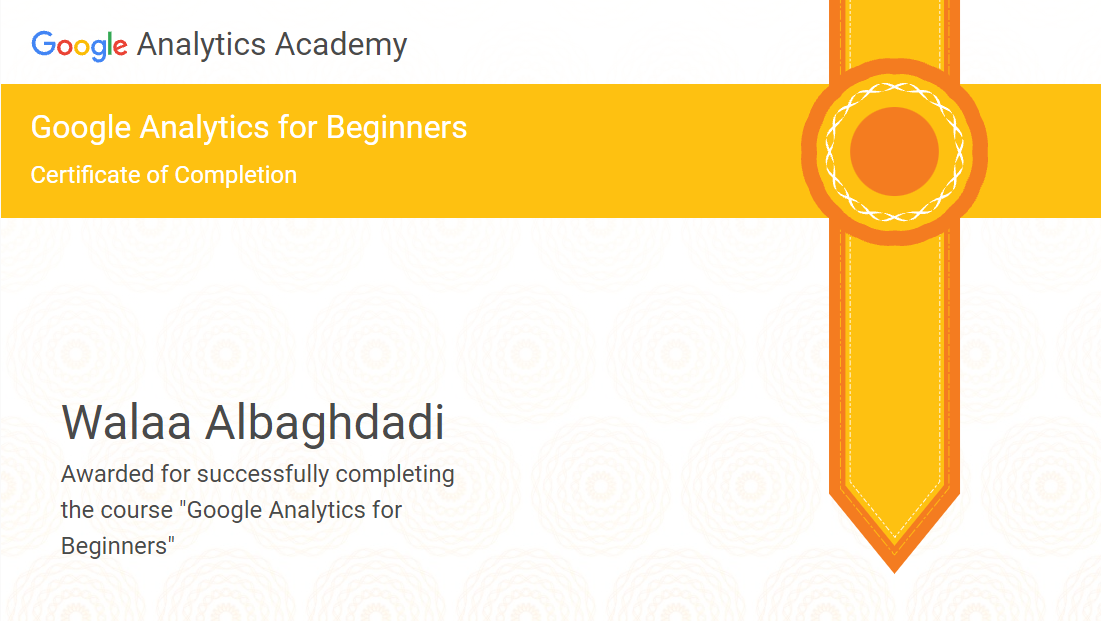 Google Analytics Academy
Google Analytics for Beginners
Certificate of Completion
Walaa Albaghdadi
Awarded for successfully completing
the course "Google Analytics for
Beginners"